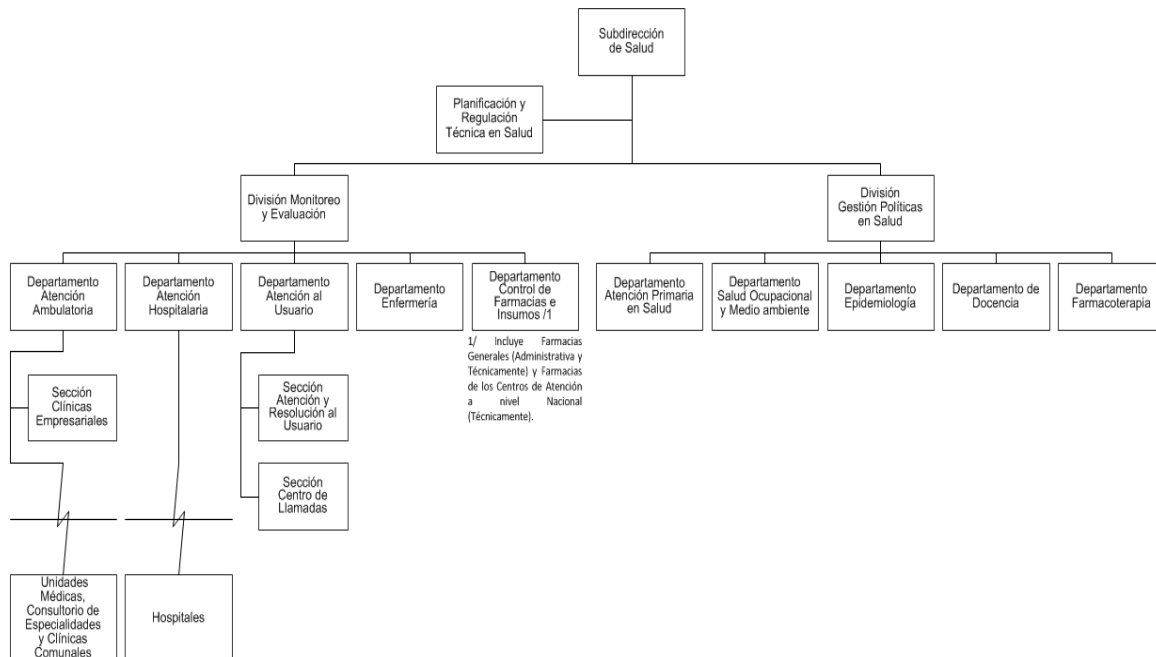 Subdirección
de Salud
Planificación y
Regulación
Técnica en Salud
División Monitoreo
y Evaluación
División
Gestión Políticas
en Salud
Departamento
Atención
Ambulatoria
Departamento
Atención
Hospitalaria
Departamento
Atención al
Usuario
Departamento
Enfermería
Departamento
Control de
Farmacias e
Insumos /1
Departamento
Atención Primaria
en Salud
Departamento
Salud Ocupacional
y Medio ambiente
Departamento
Epidemiología
Departamento de
Docencia
Departamento
Farmacoterapia
1/ Incluye Farmacias
Generales (Administrativa y
Técnicamente) y Farmacias
de los Centros de Atención
a nivel Nacional
(Técnicamente).
Sección
Clínicas
Empresariales
Sección
Atención y
Resolución al
Usuario
Sección
Centro de
Llamadas
Unidades
Médicas,
Consultorio de
Especialidades
y Clínicas
Comunales
Hospitales